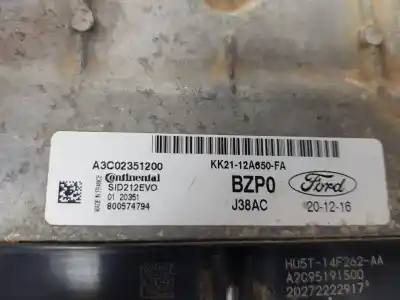 A3C02351200 KK21-12A650-FA
MADE IN FRANCE
Continental
SID212EVO BZP0 Ford
01 20351
800574794 J38AC 20-12-16
HU5T-14F262-AA
A2C95191500
20272222917